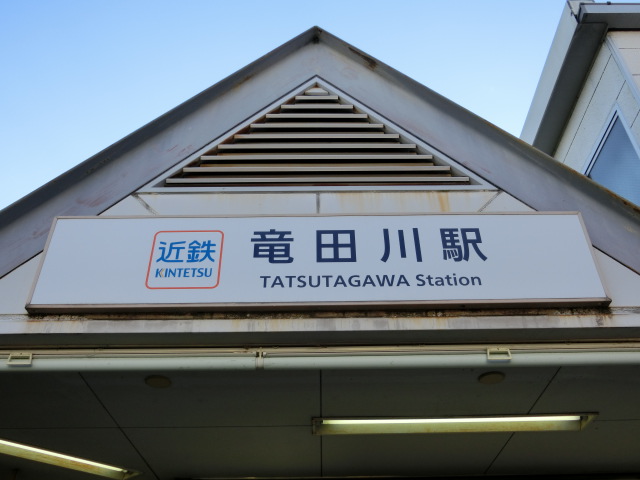 近鉄
KINTETSU
竜田川駅
TATSUTAGAWA Station